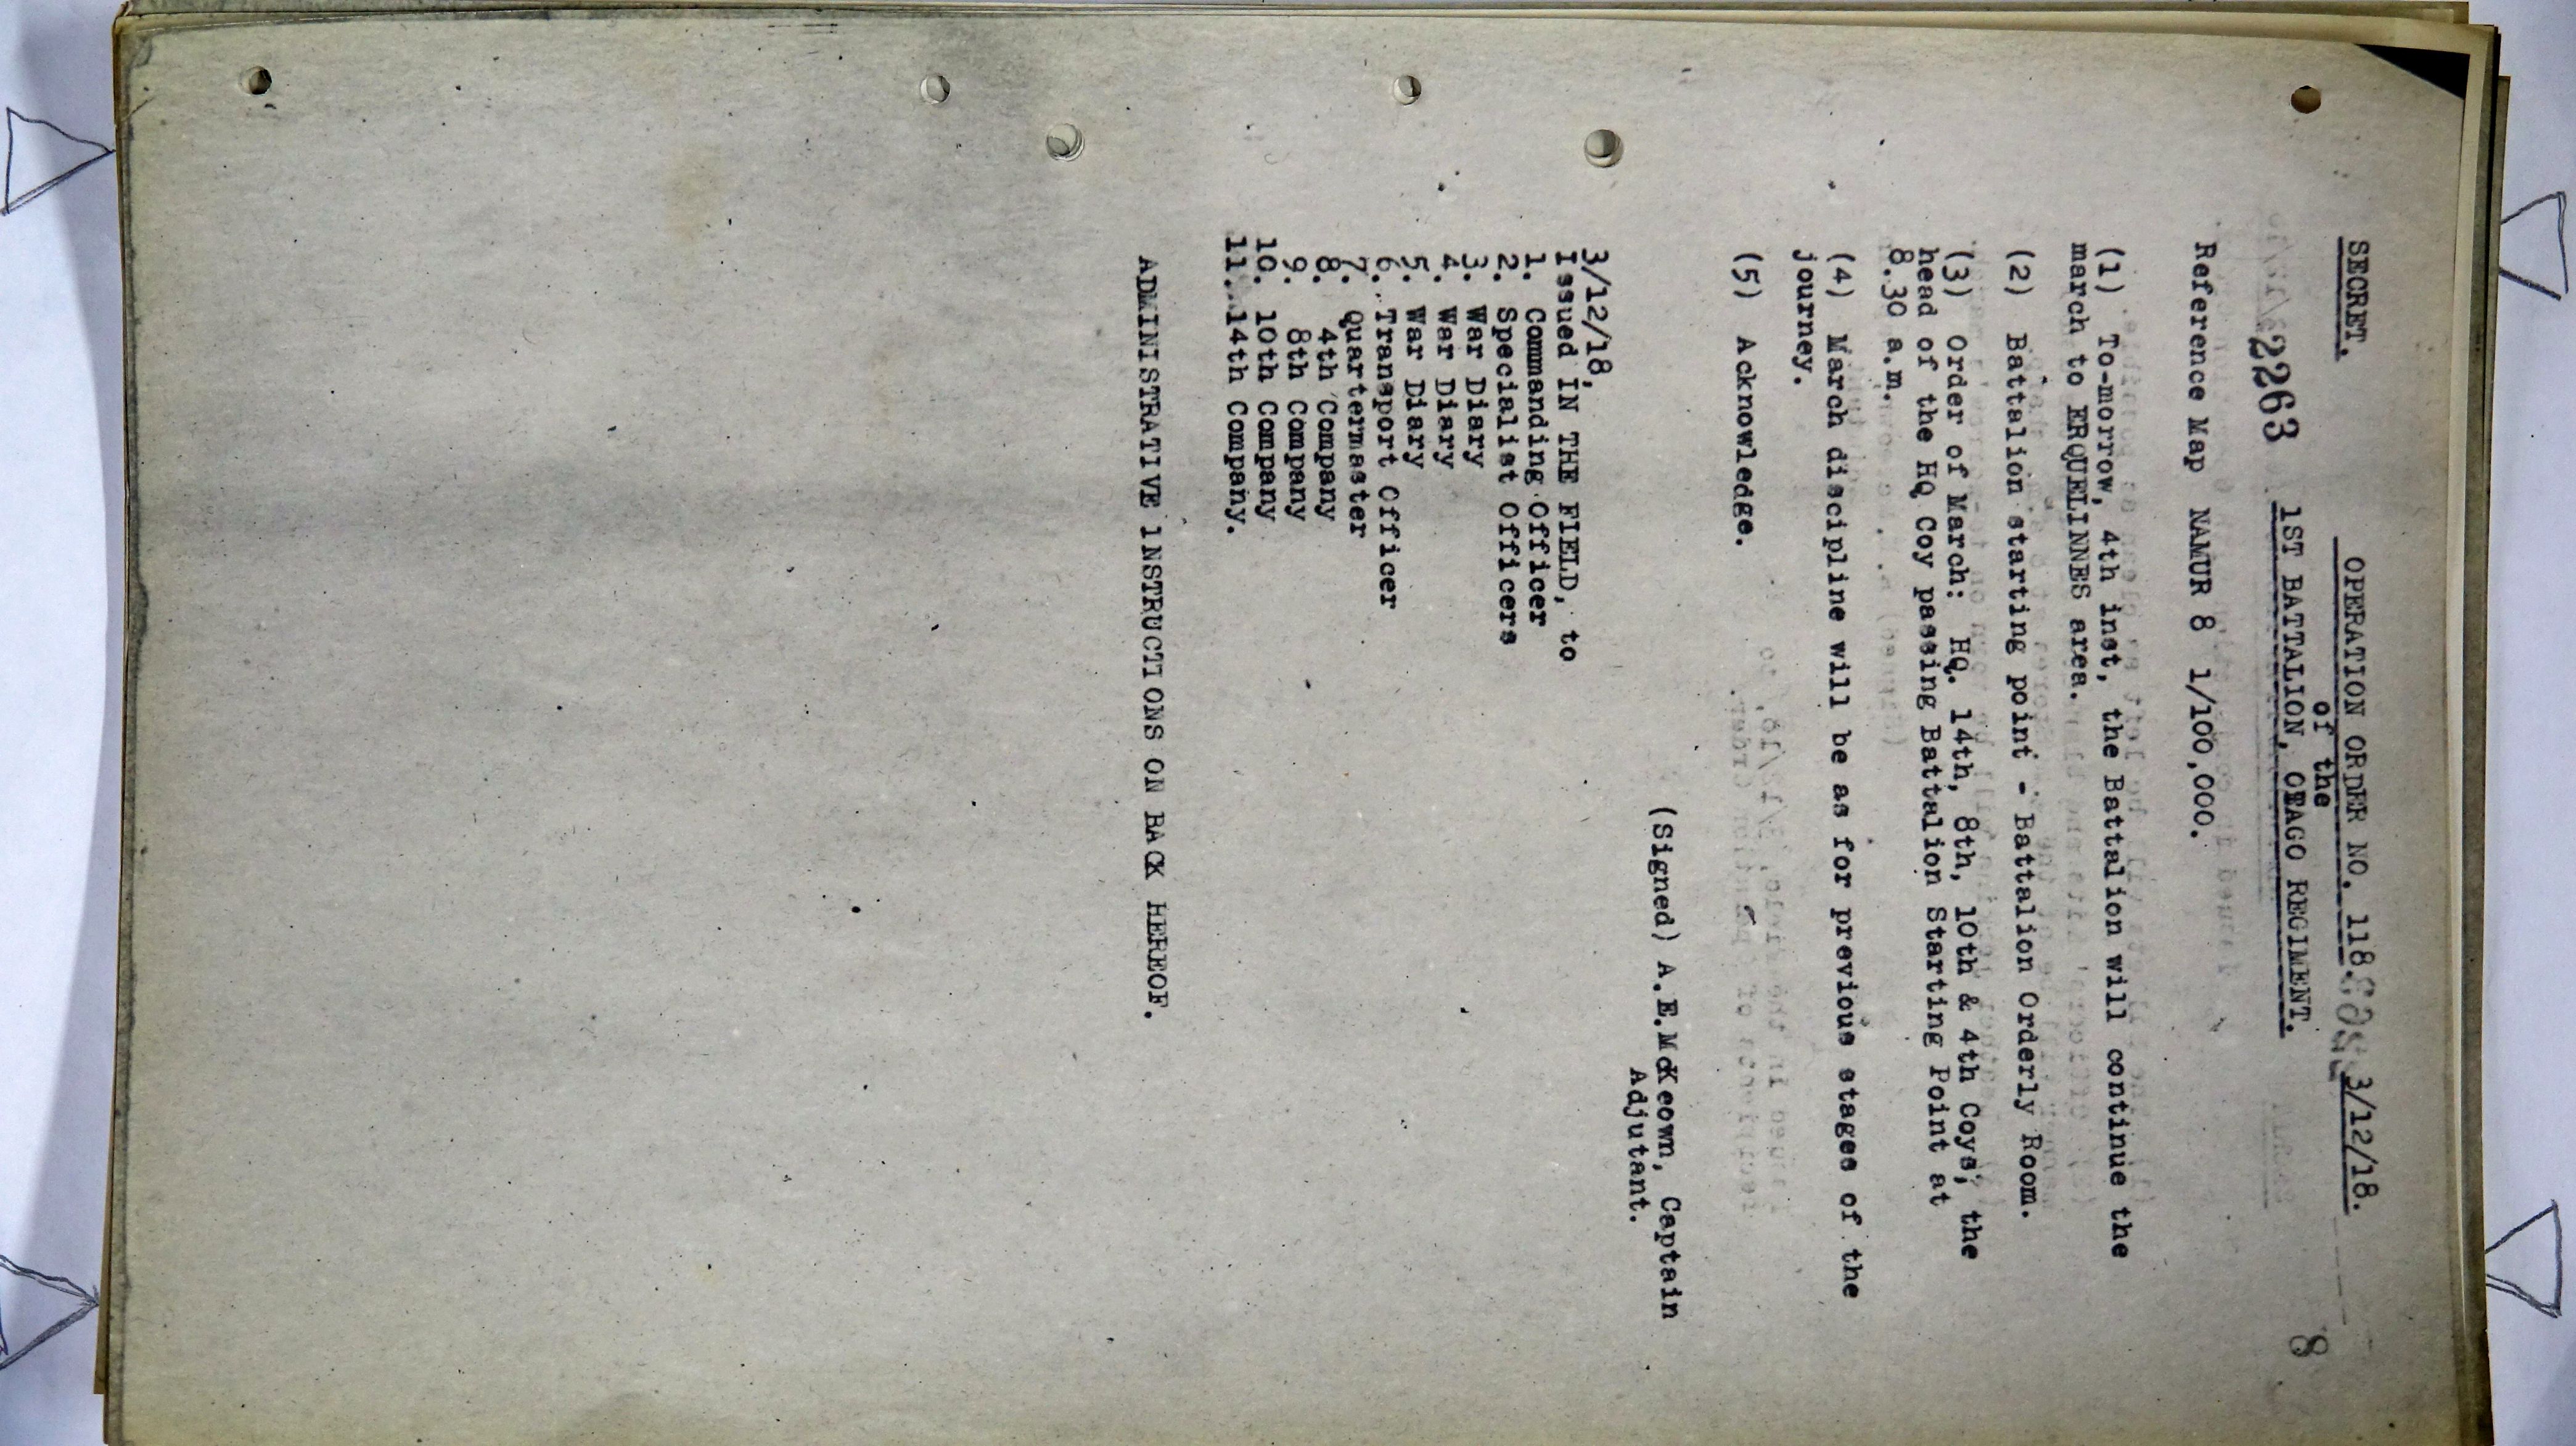 SECRET.
OPERATION ORDER NO. 118. 3/12/18.
of the
2263 1ST BATTALION, OTAGO REGIMENT.
8
Reference Map NAMUR 8 1/100,000.
(1) To-morrow, 4th inst, the Battalion will continue the
march to ERQUELINNES area.
(2) Battalion starting point - Battalion Orderly Room.
(3) Order of March: HQ. 14th, 8th, 10th & 4th Coys, the
head of the HQ Coy passing Battalion Starting Point at
8.30 a.m.
(4) March discipline will be as for previous stages of the
journey.
(5) Acknowledge.
(Signed) A.E.McKeown, Captain
Adjutant.
3/12/18,
Issued IN THE FIELD, to
1. Commanding Officer
2. Specialist Officers
3. War Diary
4. War Diary
5. War Diary
6. Transport Officer
7. Quartermaster
8. 4th Company
9. 8th Company
10. 10th Company
11. 14th Company.
ADMINISTRATIVE INSTRUCTIONS ON BACK HEREOF.